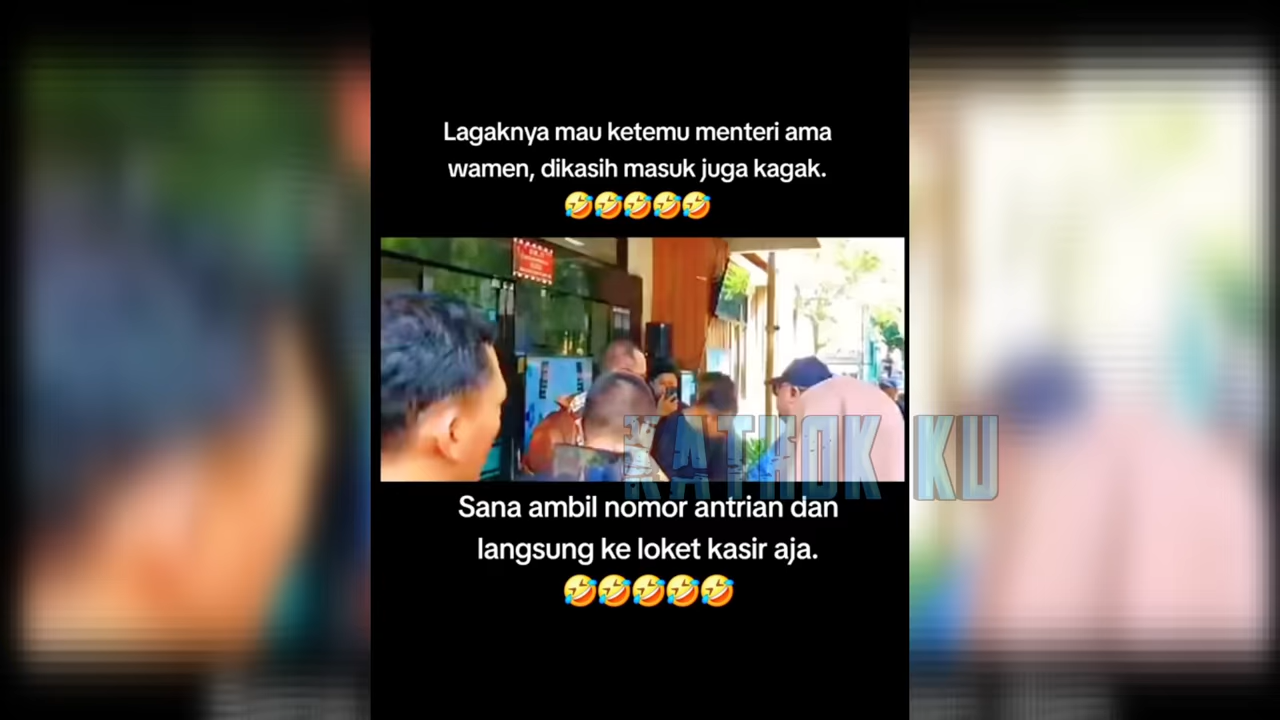 Lagaknya mau ketemu menteri ama
wamen, dikasih masuk juga kagak.
🤣🤣🤣🤣🤣
KATHOK KU
Sana ambil nomor antrian dan
langsung ke loket kasir aja.
🤣🤣🤣🤣🤣